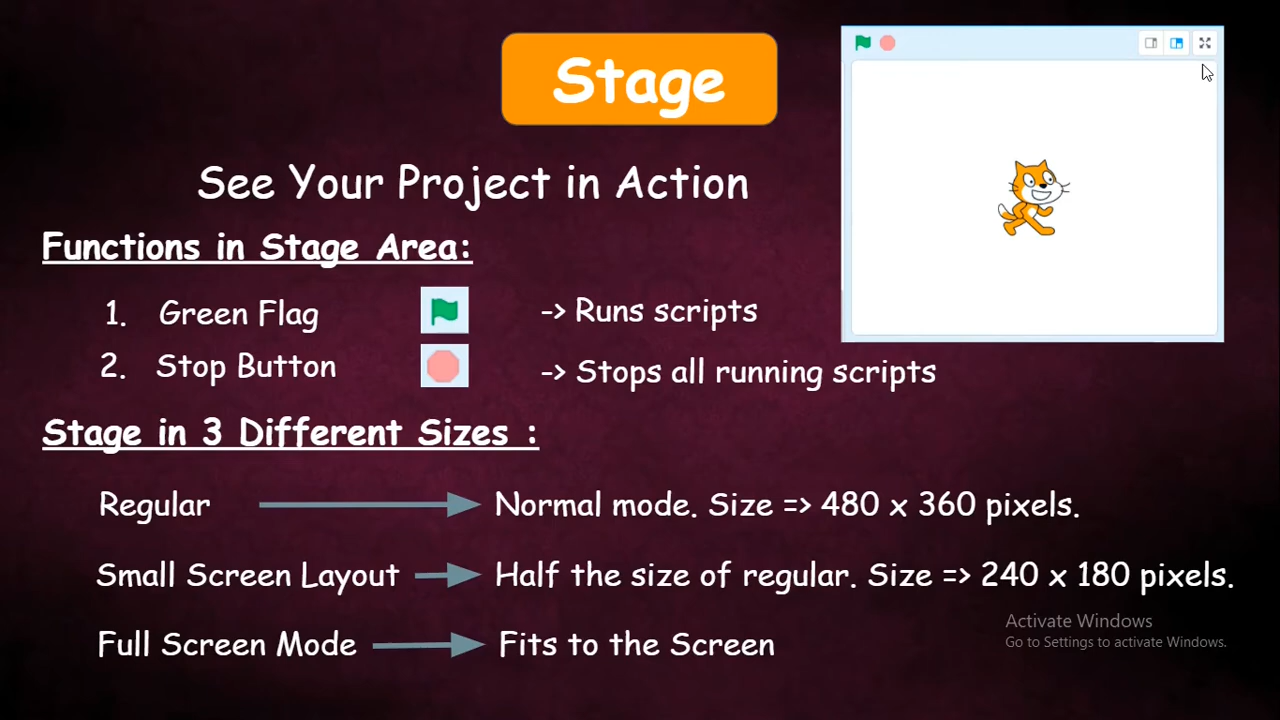 Stage
See Your Project in Action
Functions in Stage Area:
1. Green Flag -> Runs scripts
2. Stop Button -> Stops all running scripts
Stage in 3 Different Sizes :
Regular Normal mode. Size => 480 x 360 pixels.
Small Screen Layout Half the size of regular. Size => 240 x 180 pixels.
Full Screen Mode Fits to the Screen
Activate Windows
Go to Settings to activate Windows.